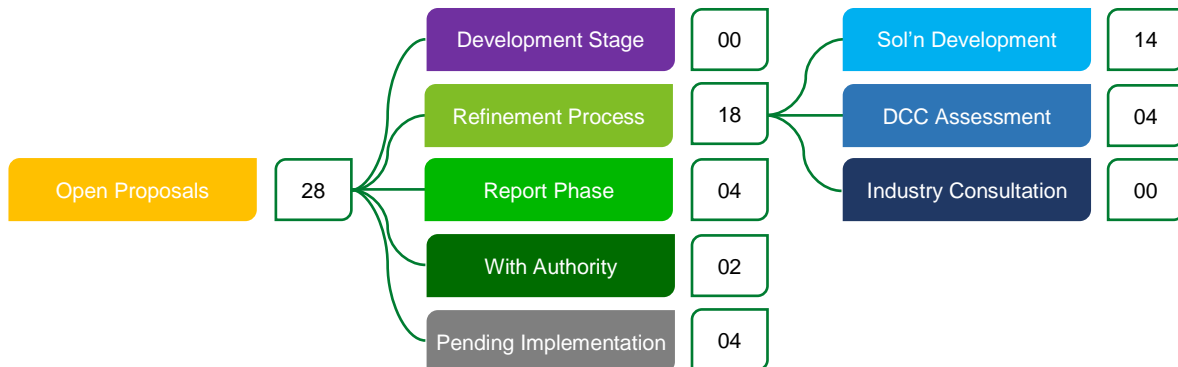 Development Stage 00 Sol'n Development 14
Refinement Process 18 DCC Assessment 04
Open Proposals 28 Report Phase 04 Industry Consultation 00
With Authority 02
Pending Implementation 04